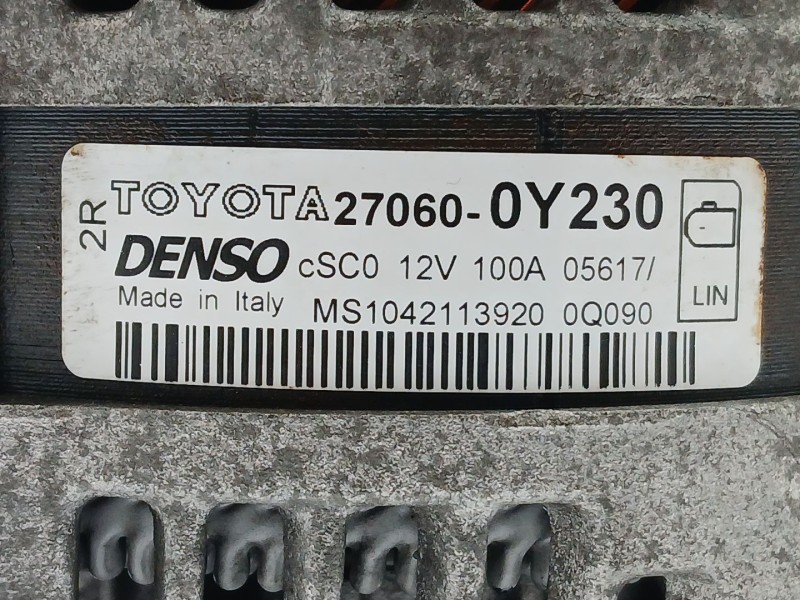 2R
TOYOTA 27060-0Y230
DENSO cSC0 12V 100A 05617/
Made in Italy MS1042113920 0Q090
LIN